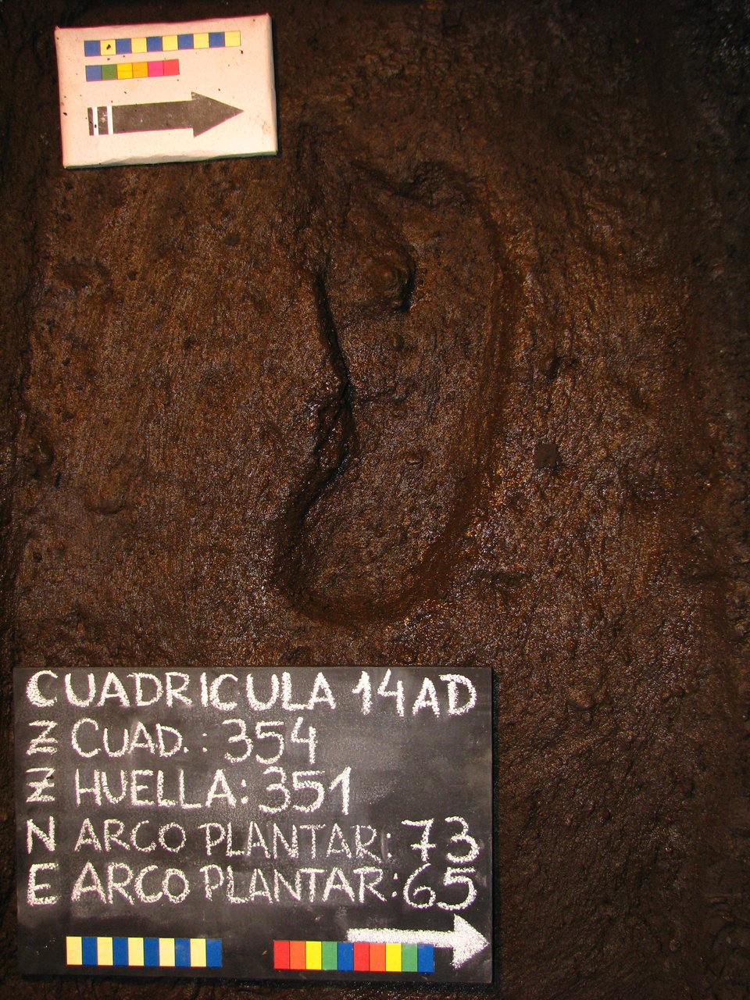 CUADRICULA 14AD
Z CUAD.: 354
Z HUELLA: 351
N ARCO PLANTAR: 73
E ARCO PLANTAR: 65